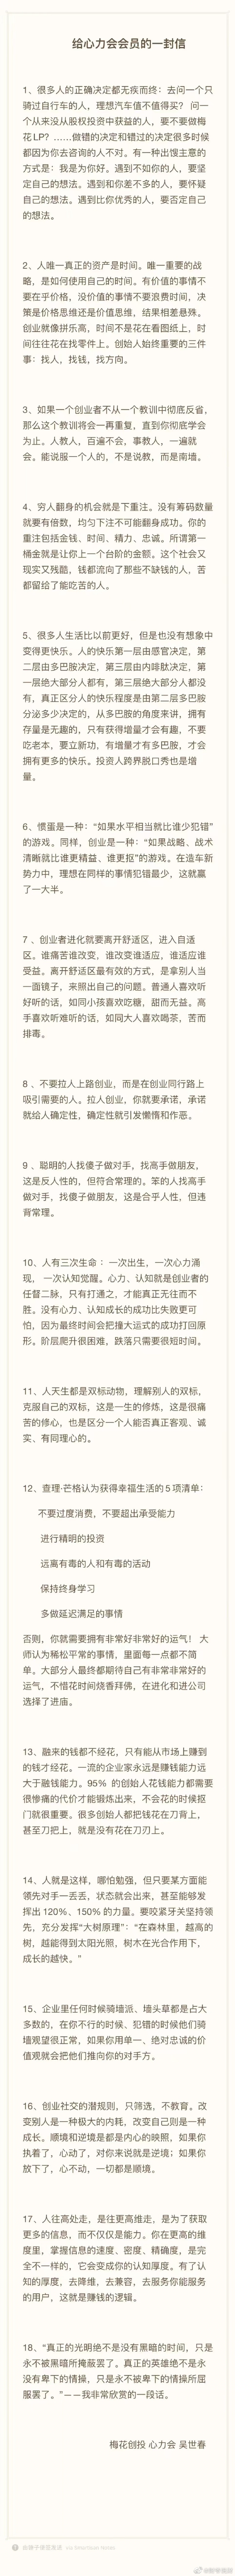 给心力会会员的一封信
1、很多人的正确决定都无疾而终：去问一个只
骑过自行车的人，理想汽车值不值得买？ 问一
个从来没从股权投资中获益的人，要不要做梅
花LP？……做错的决定和错过的决定很多时候
都因为你去咨询的人不对。有一种出馊主意的
方式是：我是为你好。遇到不如你的人，要坚
定自己的想法。遇到和你差不多的人，要怀疑
自己的想法。遇到比你优秀的人，要否定自己
的想法。
2、人唯一真正的资产是时间。唯一重要的战
略，是如何使用自己的时间。有价值的事情不
要在乎价格，没价值的事情不要浪费时间，决
策是价格思维还是价值思维，结果相差悬殊。
创业就像拼乐高，时间不是花在看图纸上，时
间往往花在找零件上。创始人始终重要的三件
事：找人，找钱，找方向。
3、如果一个创业者不从一个教训中彻底反省，
那么这个教训将会一再重复，直到你彻底学会
为止。人教人，百遍不会，事教人，一遍就
会。能说服一个人的，不是说教，而是南墙。
4、穷人翻身的机会就是下重注。没有筹码数量
就要有倍数，均匀下注不可能翻身成功。你的
重注包括金钱、时间、精力、忠诚。所谓第一
桶金就是让你上一个台阶的金额。这个社会又
现实又残酷，钱都流向了那些不缺钱的人，苦
都留给了能吃苦的人。
5、很多人生活比以前更好，但是也没有想象中
变得更快乐。人的快乐第一层由感官决定，第
二层由多巴胺决定，第三层由内啡肽决定，第
一层绝大部分人都有，第三层绝大部分人都没
有，真正区分人的快乐程度是由第二层多巴胺
分泌多少决定的，从多巴胺的角度来讲，拥有
存量是无趣的，只有获得增量才会有趣，不要
吃老本，要立新功，有增量才有多巴胺，才会
拥有更多的快乐。投资人跨界脱口秀也是增
量。
6、惯蛋是一种：“如果水平相当就比谁少犯错”
的游戏。同样，创业是一种：“如果战略、战术
清晰就比谁更精益、谁更抠”的游戏。在造车新
势力中，理想在同样的事情犯错最少，这就赢
了一大半。
7 、创业者进化就要离开舒适区，进入自适
区。谁痛苦谁改变，谁改变谁适应，谁适应谁
受益。离开舒适区最有效的方式，是拿别人当
一面镜子，来照出自己的问题。普通人喜欢听
好听的话，如同小孩喜欢吃糖，甜而无益。高
手喜欢听难听的话，如同大人喜欢喝茶，苦而
排毒。
8 、不要拉人上路创业，而是在创业同行路上
吸引需要的人。拉人创业，你就要承诺，承诺
就给人确定性，确定性就引发懒惰和作恶。
9 、聪明的人找傻子做对手，找高手做朋友，
这是反人性的，但符合常理的。笨的人找高手
做对手，找傻子做朋友，这是合乎人性，但违
背常理。
10、人有三次生命 ：一次出生，一次心力涌
现， 一次认知觉醒。心力、认知就是创业者的
任督二脉，只有打通之，才能真正无往而不
胜。没有心力、认知成长的成功比失败更可
怕，因为最终时间会把撞大运式的成功打回原
形。阶层爬升很困难，跌落只需要很短时间。
11、人天生都是双标动物，理解别人的双标，
克服自己的双标，这是一生的修炼，这是很痛
苦的修心，也是区分一个人能否真正客观、诚
实、有同理心的。
12、查理·芒格认为获得幸福生活的5项清单：
不要过度消费，不要超出承受能力
进行精明的投资
远离有毒的人和有毒的活动
保持终身学习
多做延迟满足的事情
否则，你就需要拥有非常好非常好的运气！ 大
师认为稀松平常的事情，里面每一点都不简
单。大部分人最终都期待自己有非常非常好的
运气，不惜花时间烧香拜佛，在进化和进公司
选择了进庙。
13、融来的钱都不经花，只有能从市场上赚到
的钱才经花。一流的企业家永远是赚钱能力远
大于融钱能力。95% 的创始人花钱能力都需要
很惨痛的代价才能锻炼出来，不会花的时候抠
门就很重要。很多创始人都把钱花在刀背上，
甚至刀把上，就是没有花在刀刃上。
14、人就是这样，哪怕勉强，但只要某方面能
领先对手一丢丢，状态就会出来，甚至能够发
挥出120%、150% 的力量。要咬紧牙关坚持领
先，充分发挥“大树原理”：“在森林里，越高的
树，越能得到太阳光照，树木在光合作用下，
成长的越快。”
15、企业里任何时候骑墙派、墙头草都是占大
多数的，在你不行的时候、犯错的时候他们骑
墙观望很正常，如果你用单一、绝对忠诚的价
值观就会把他们推向你的对手方。
16、创业社交的潜规则，只筛选，不教育。改
变别人是一种极大的内耗，改变自己则是一种
成长。顺境和逆境是都是内心的映照，如果你
执着了，心动了，对你来说就是逆境；如果你
放下了，心不动，一切都是顺境。
17、人往高处走，是往更高维走，是为了获取
更多的信息，而不仅仅是能力。你在更高的维
度里，掌握信息的速度、密度、精确度，是完
全不一样的，它会变成你的认知厚度。有了认
知的厚度，去降维，去兼容，去服务你能服务
的用户，这就是赚钱的逻辑。
18、“真正的光明绝不是没有黑暗的时间，只是
永不被黑暗所掩蔽罢了。真正的英雄绝不是永
没有卑下的情操，只是永不被卑下的情操所屈
服罢了。”——我非常欣赏的一段话。
梅花创投 心力会 吴世春